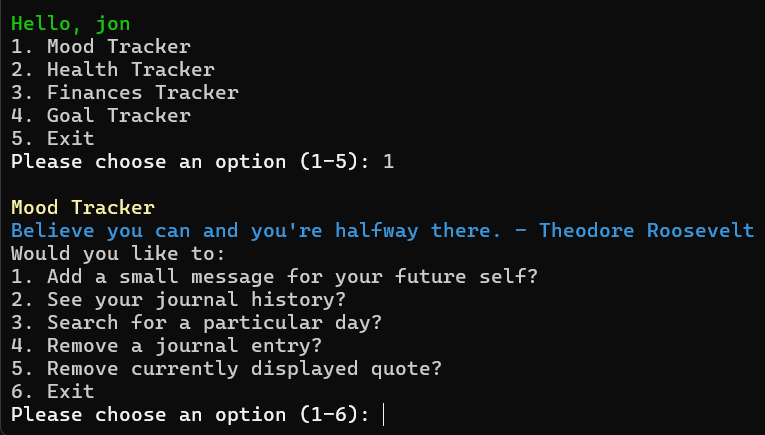 Hello, jon
1. Mood Tracker
2. Health Tracker
3. Finances Tracker
4. Goal Tracker
5. Exit
Please choose an option (1-5): 1
Mood Tracker
Believe you can and you're halfway there. - Theodore Roosevelt
Would you like to:
1. Add a small message for your future self?
2. See your journal history?
3. Search for a particular day?
4. Remove a journal entry?
5. Remove currently displayed quote?
6. Exit
Please choose an option (1-6):